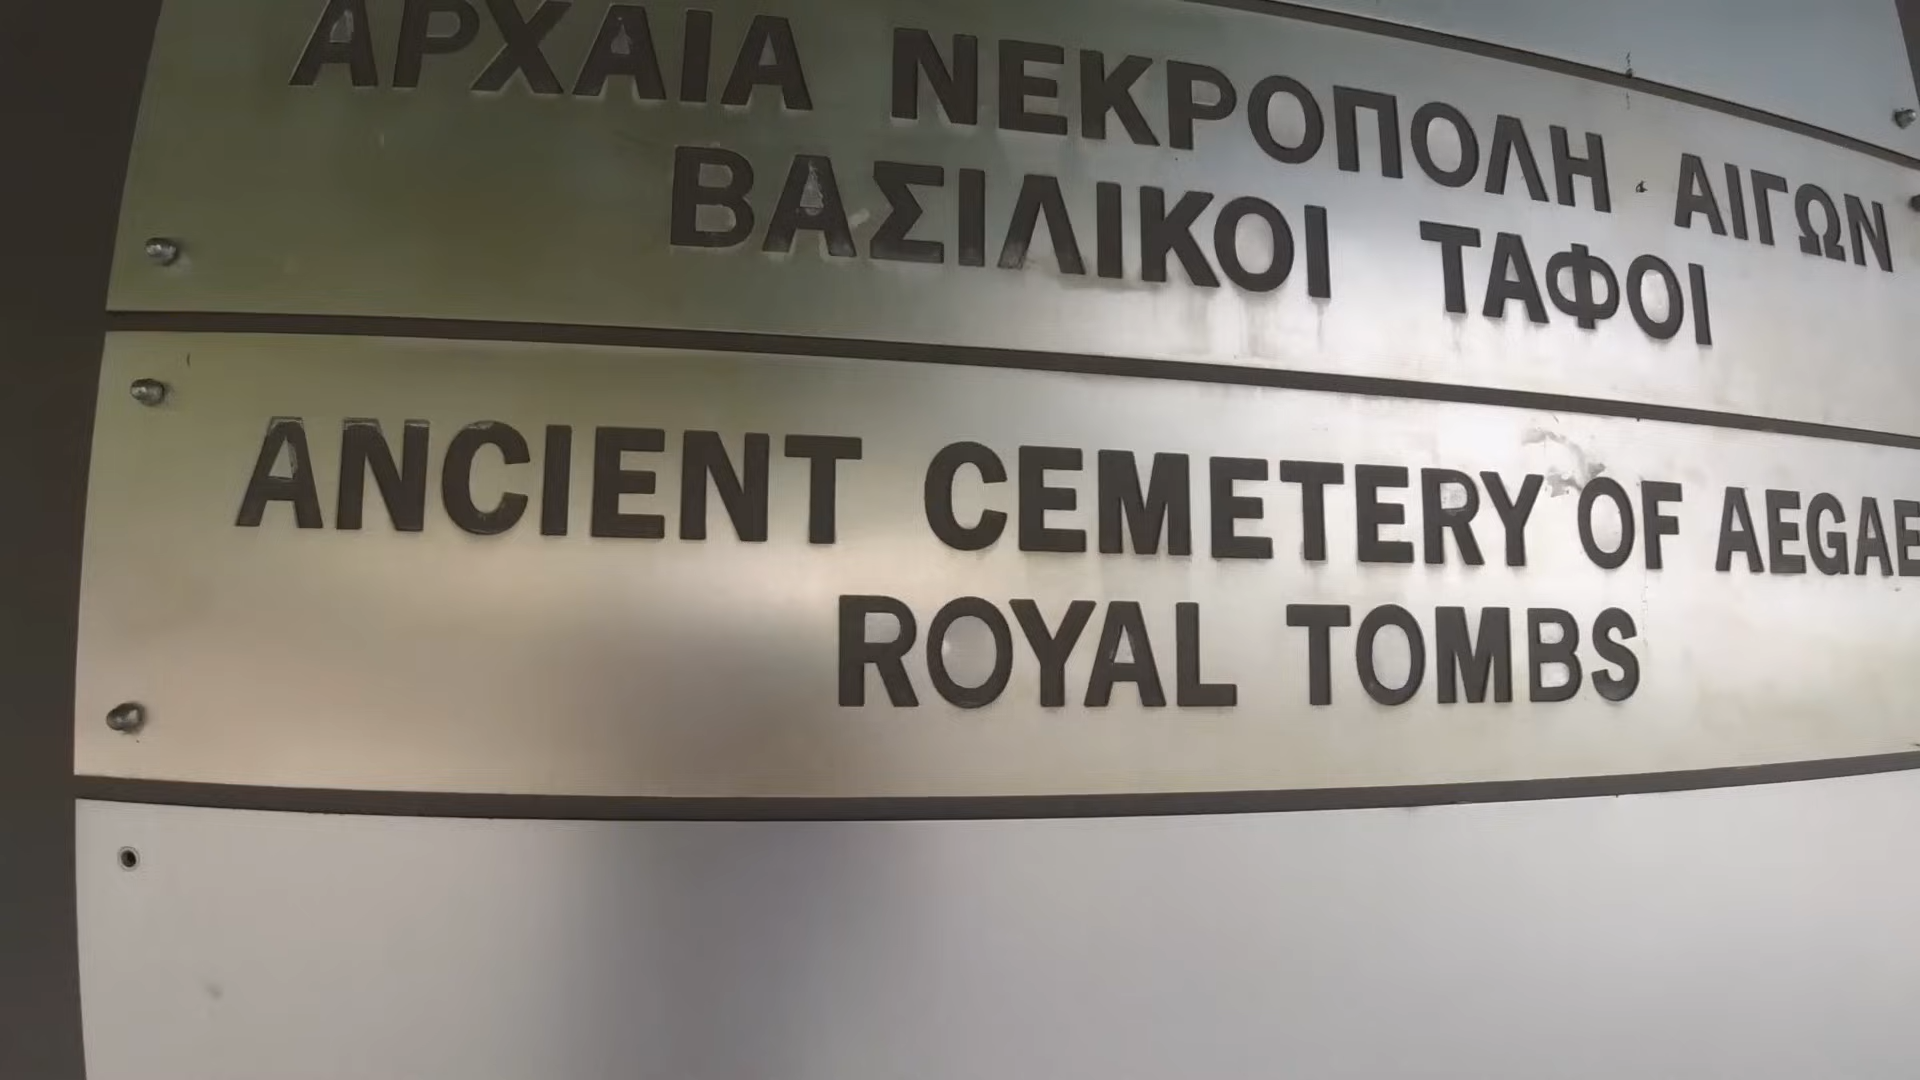 ΑΡΧΑΙΑ ΝΕΚΡΟΠΟΛΗ ΑΙΓΩΝ
ΒΑΣΙΛΙΚΟΙ ΤΑΦΟΙ
ANCIENT CEMETERY OF AEGAE
ROYAL TOMBS